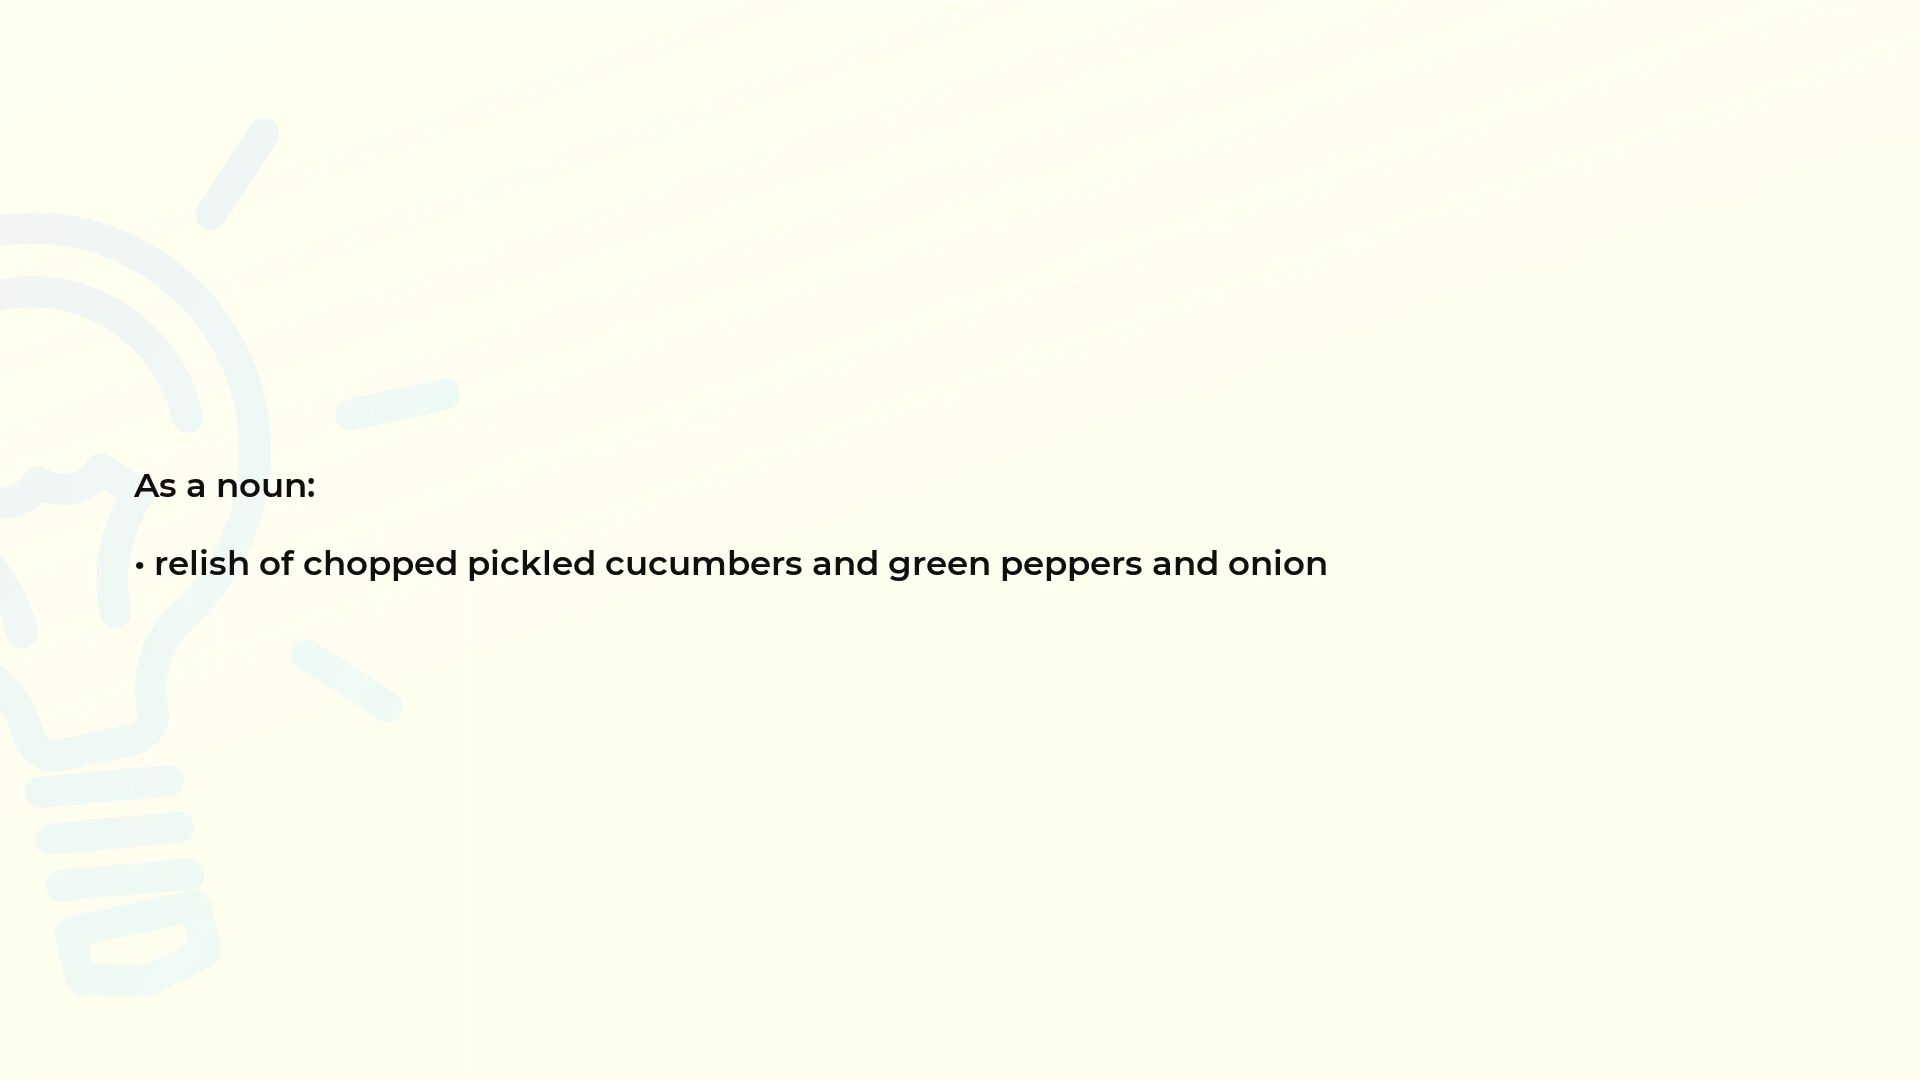 As a noun:
• relish of chopped pickled cucumbers and green peppers and onion